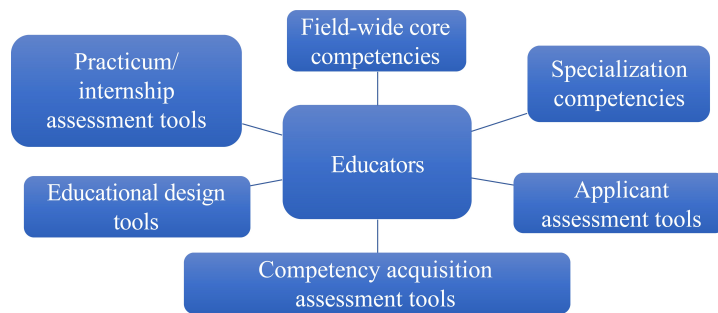 Field-wide core
competencies
Practicum/
internship
assessment tools
Specialization
competencies
Educators
Educational design
tools
Applicant
assessment tools
Competency acquisition
assessment tools